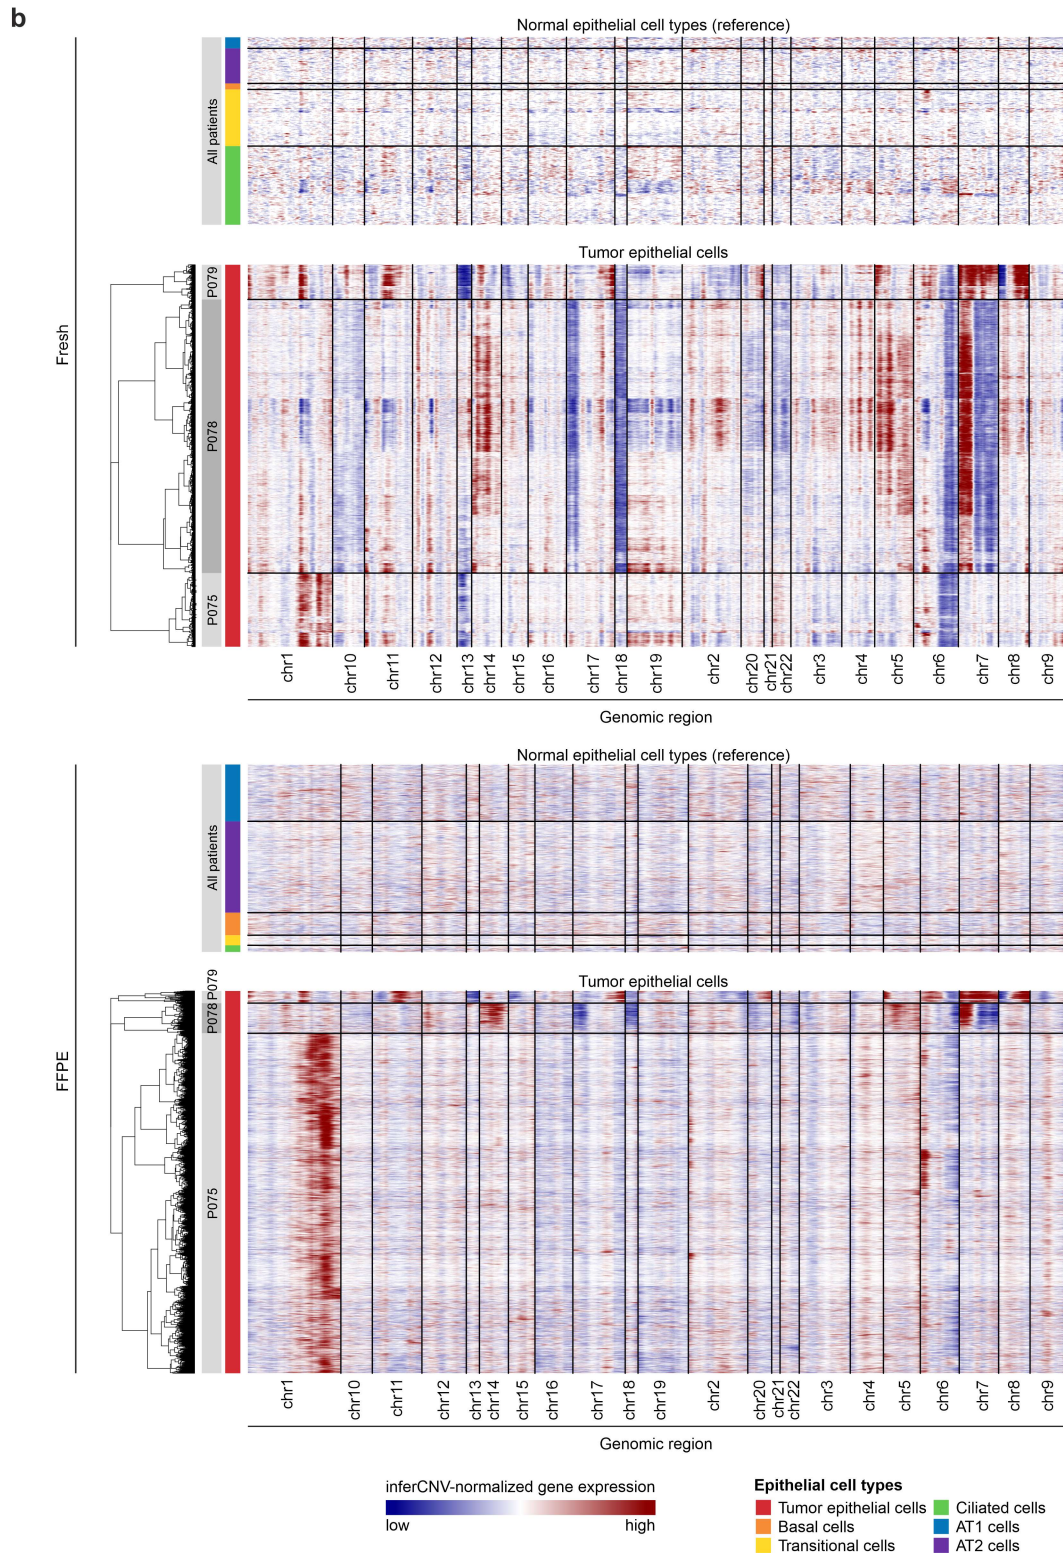 b
Normal epithelial cell types (reference)
All patients
Fresh
Tumor epithelial cells
P079
P078
P075
chr1 chr10 chr11 chr12 chr13 chr14 chr15 chr16 chr17 chr18 chr19 chr2 chr20 chr21 chr22 chr3 chr4 chr5 chr6 chr7 chr8 chr9
Genomic region
Normal epithelial cell types (reference)
All patients
FFPE
Tumor epithelial cells
P079
P078
P075
chr1 chr10 chr11 chr12 chr13 chr14 chr15 chr16 chr17 chr18 chr19 chr2 chr20 chr21 chr22 chr3 chr4 chr5 chr6 chr7 chr8 chr9
Genomic region
inferCNV-normalized gene expression
low high
Epithelial cell types
Tumor epithelial cells
Basal cells
Transitional cells
Ciliated cells
AT1 cells
AT2 cells